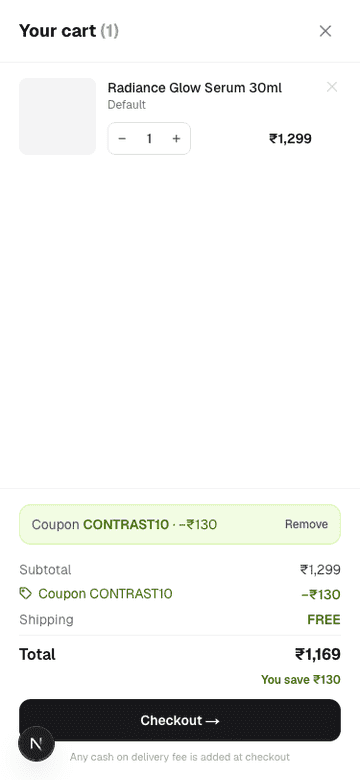 Your cart (1)
Radiance Glow Serum 30ml
Default
− 1 +
₹1,299
Coupon CONTRAST10 · −₹130
Remove
Subtotal
₹1,299
Coupon CONTRAST10
−₹130
Shipping
FREE
Total
₹1,169
You save ₹130
Checkout →
N
Any cash on delivery fee is added at checkout